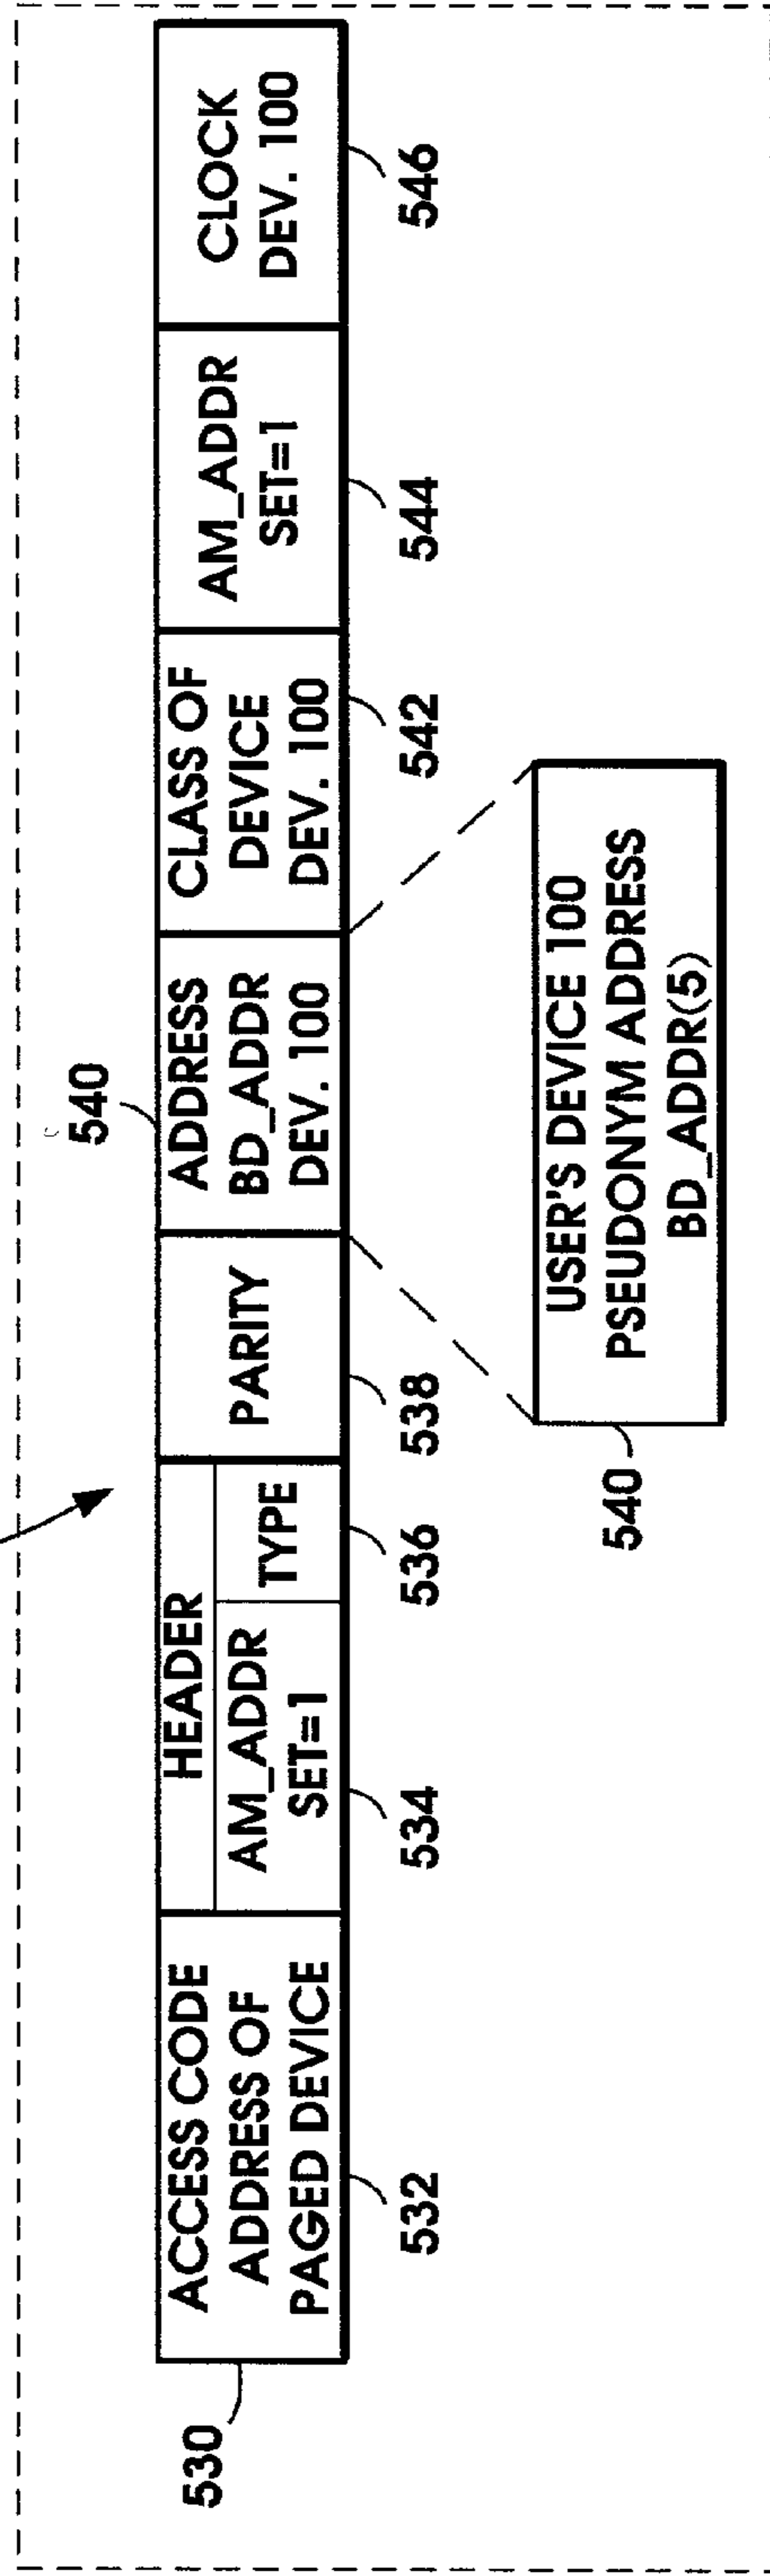 530
ACCESS CODE
ADDRESS OF
PAGED DEVICE
532
HEADER
AM_ADDR
SET=1
534
TYPE
536
PARITY
538
540
ADDRESS
BD_ADDR
DEV. 100
CLASS OF
DEVICE
DEV. 100
542
AM_ADDR
SET=1
544
CLOCK
DEV. 100
546
540
USER'S DEVICE 100
PSEUDONYM ADDRESS
BD_ADDR(5)